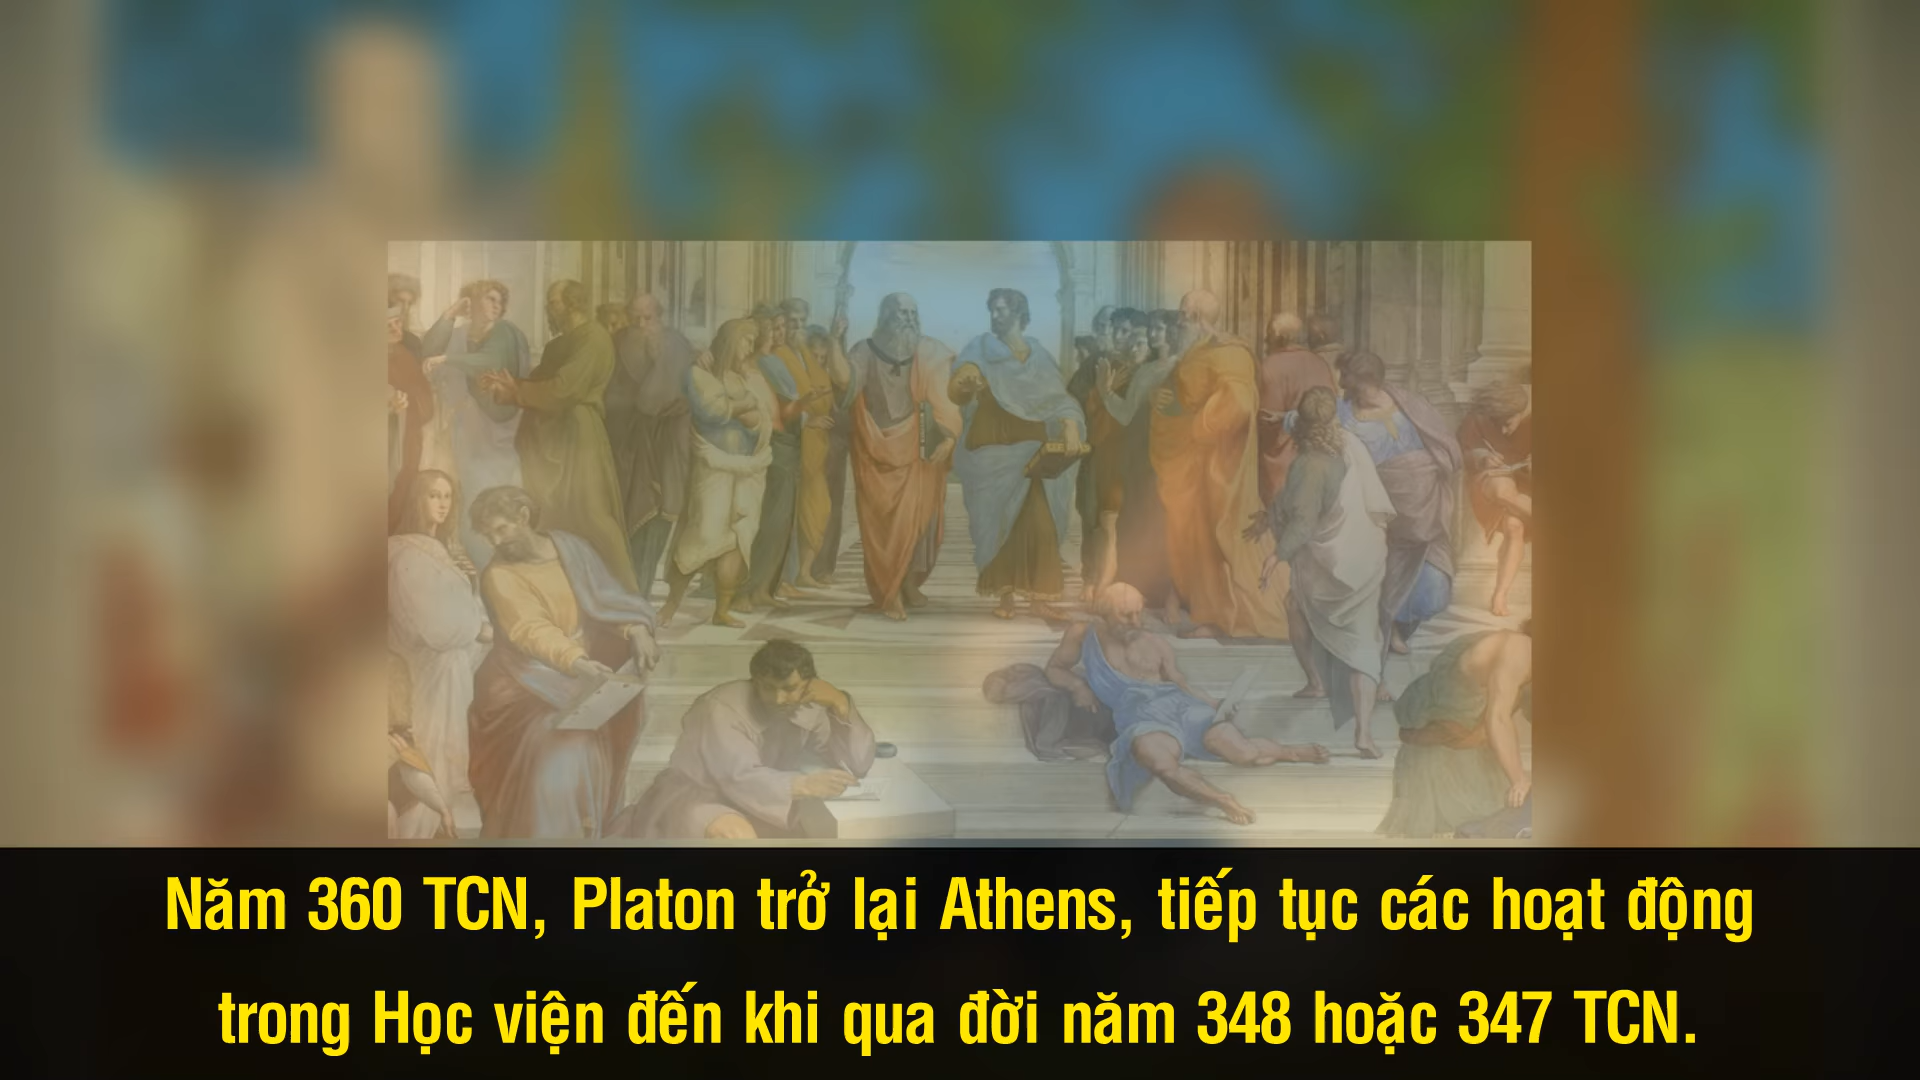 Năm 360 TCN, Platon trở lại Athens, tiếp tục các hoạt động
trong Học viện đến khi qua đời năm 348 hoặc 347 TCN.